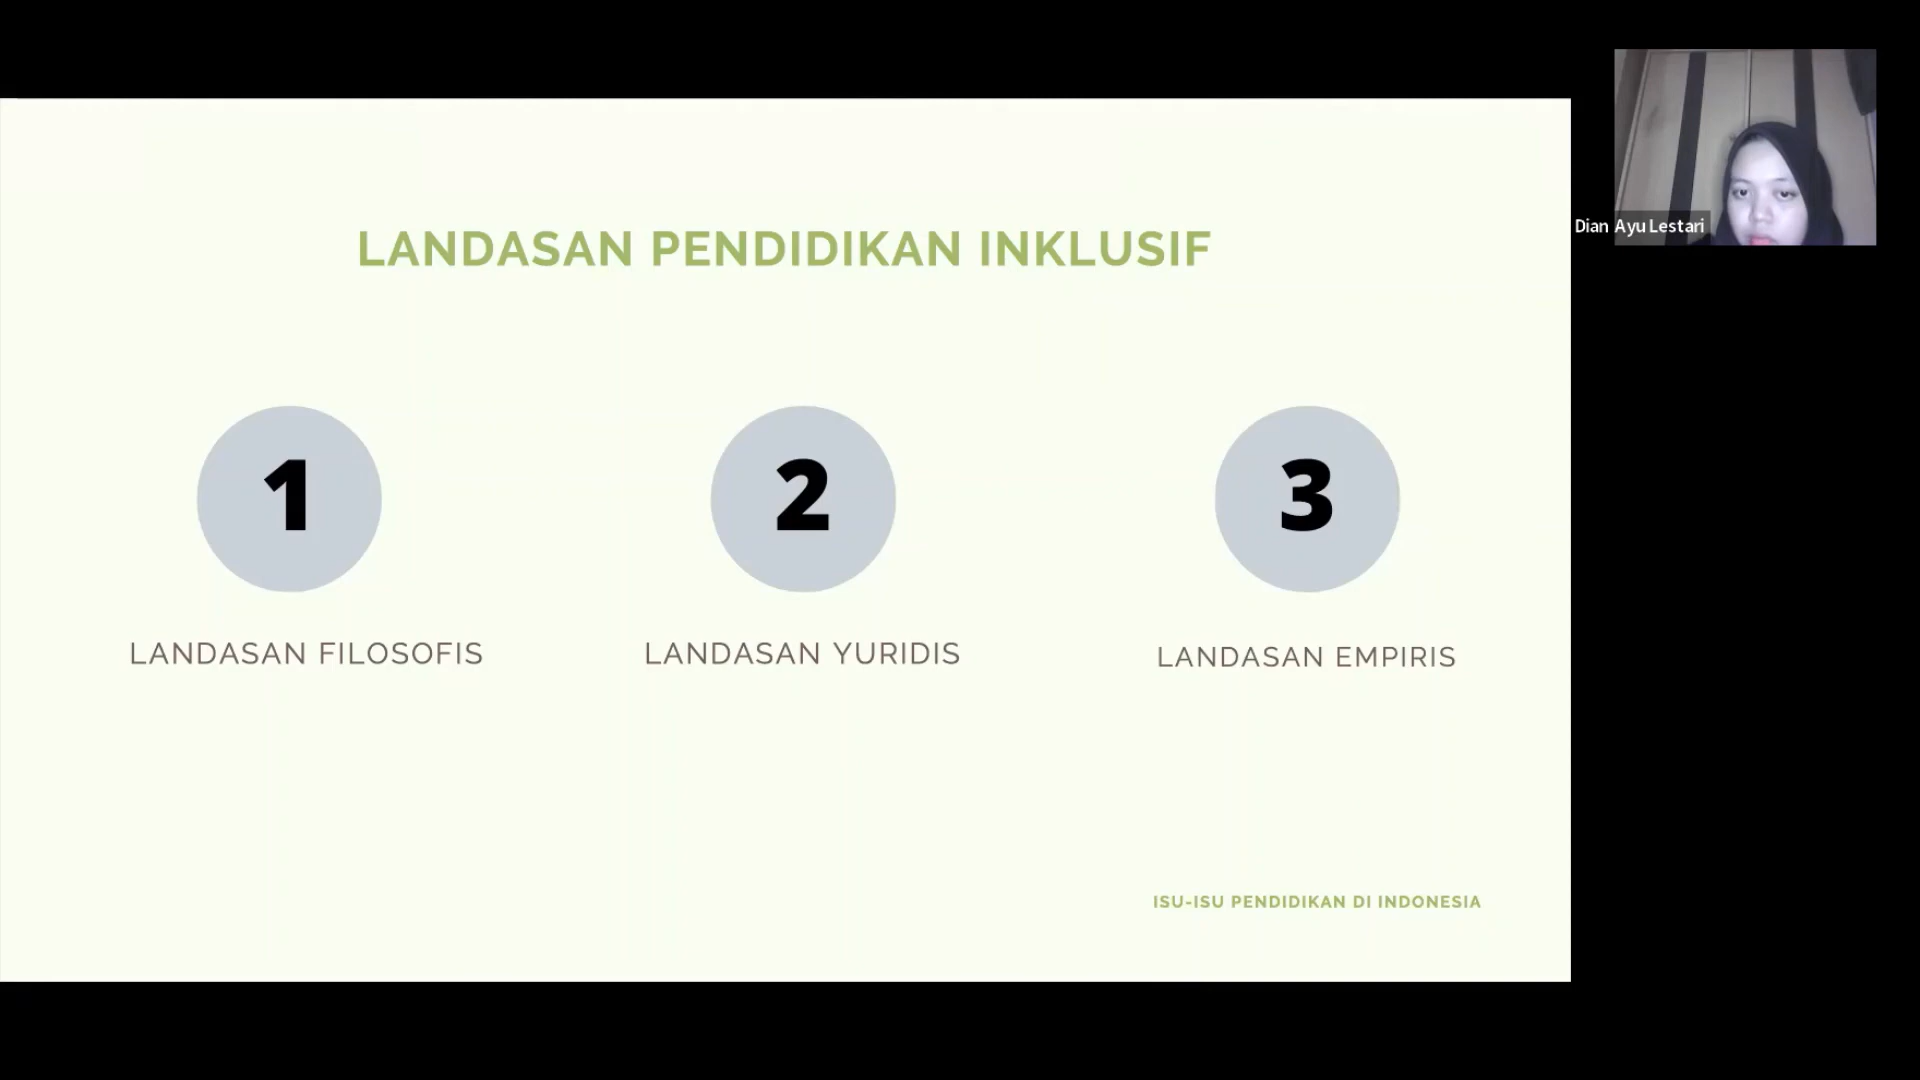 LANDASAN PENDIDIKAN INKLUSIF
1
2
3
LANDASAN FILOSOFIS
LANDASAN YURIDIS
LANDASAN EMPIRIS
ISU-ISU PENDIDIKAN DI INDONESIA
Dian Ayu Lestari